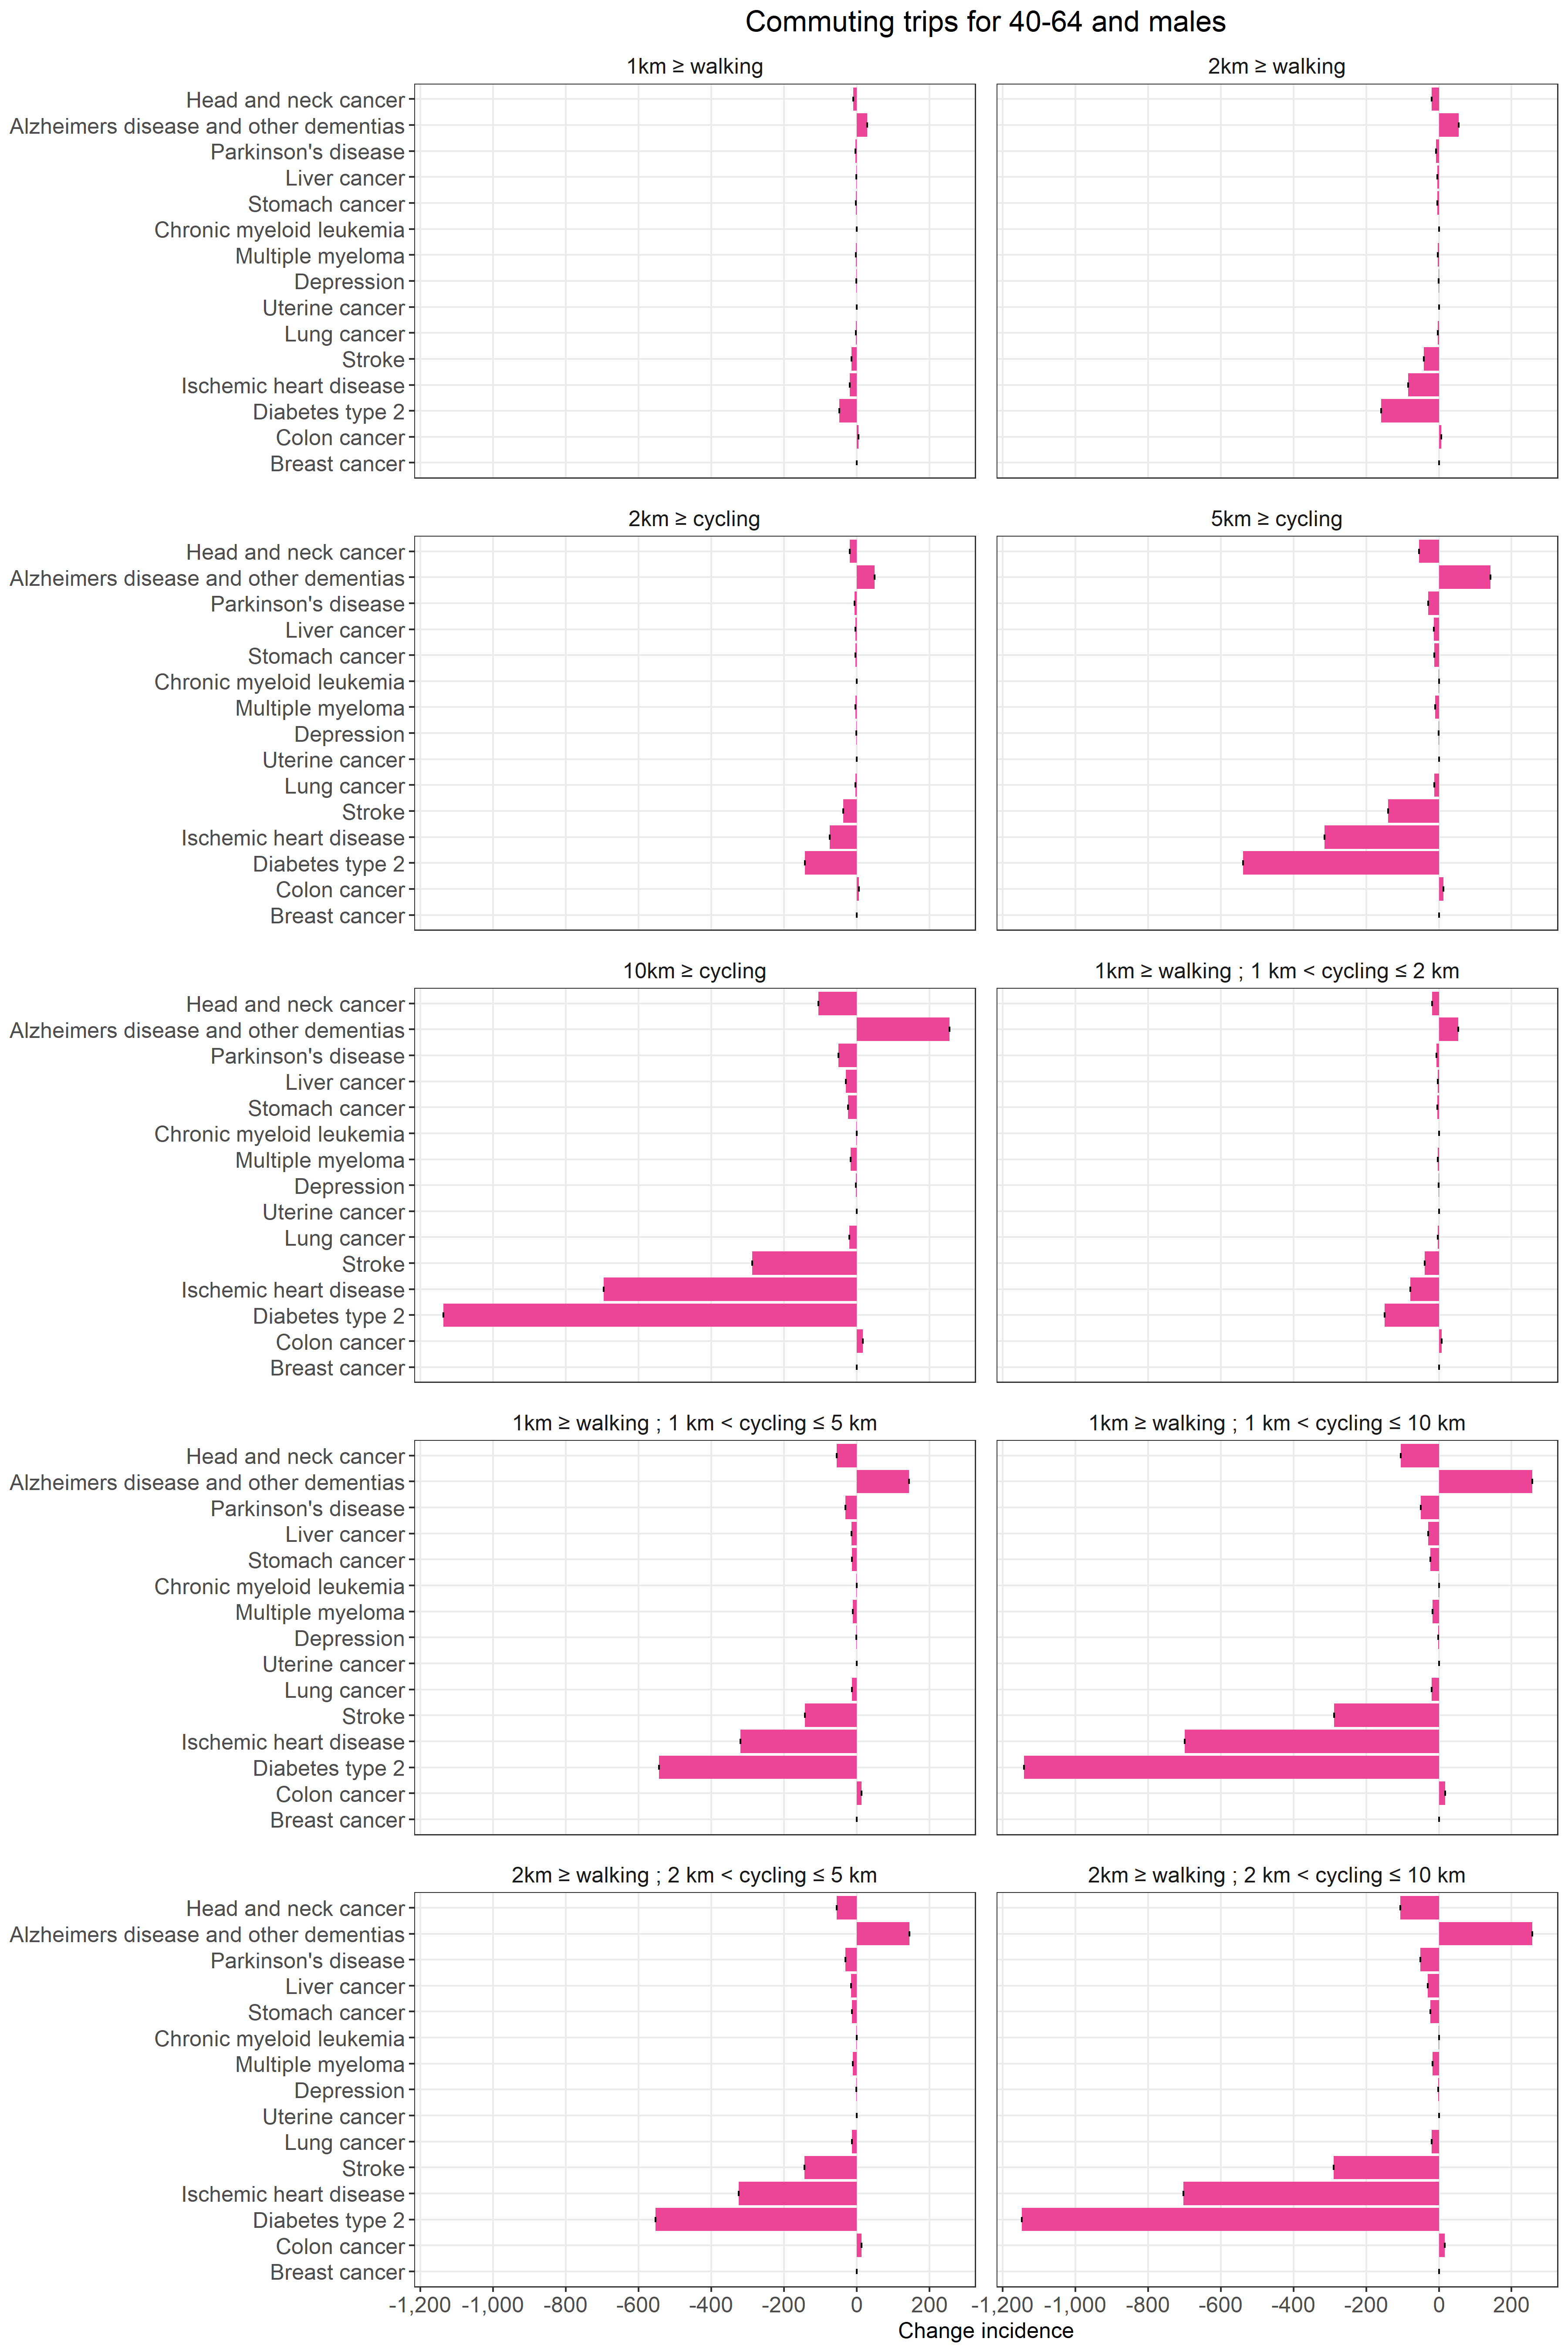 Commuting trips for 40-64 and males
1km ≥ walking
2km ≥ walking
Head and neck cancer
Alzheimers disease and other dementias
Parkinson's disease
Liver cancer
Stomach cancer
Chronic myeloid leukemia
Multiple myeloma
Depression
Uterine cancer
Lung cancer
Stroke
Ischemic heart disease
Diabetes type 2
Colon cancer
Breast cancer
2km ≥ cycling
5km ≥ cycling
Head and neck cancer
Alzheimers disease and other dementias
Parkinson's disease
Liver cancer
Stomach cancer
Chronic myeloid leukemia
Multiple myeloma
Depression
Uterine cancer
Lung cancer
Stroke
Ischemic heart disease
Diabetes type 2
Colon cancer
Breast cancer
10km ≥ cycling
1km ≥ walking ; 1 km < cycling ≤ 2 km
Head and neck cancer
Alzheimers disease and other dementias
Parkinson's disease
Liver cancer
Stomach cancer
Chronic myeloid leukemia
Multiple myeloma
Depression
Uterine cancer
Lung cancer
Stroke
Ischemic heart disease
Diabetes type 2
Colon cancer
Breast cancer
1km ≥ walking ; 1 km < cycling ≤ 5 km
1km ≥ walking ; 1 km < cycling ≤ 10 km
Head and neck cancer
Alzheimers disease and other dementias
Parkinson's disease
Liver cancer
Stomach cancer
Chronic myeloid leukemia
Multiple myeloma
Depression
Uterine cancer
Lung cancer
Stroke
Ischemic heart disease
Diabetes type 2
Colon cancer
Breast cancer
2km ≥ walking ; 2 km < cycling ≤ 5 km
2km ≥ walking ; 2 km < cycling ≤ 10 km
Head and neck cancer
Alzheimers disease and other dementias
Parkinson's disease
Liver cancer
Stomach cancer
Chronic myeloid leukemia
Multiple myeloma
Depression
Uterine cancer
Lung cancer
Stroke
Ischemic heart disease
Diabetes type 2
Colon cancer
Breast cancer
-1,200 -1,000 -800 -600 -400 -200 0 200 -1,200 -1,000 -800 -600 -400 -200 0 200
Change incidence